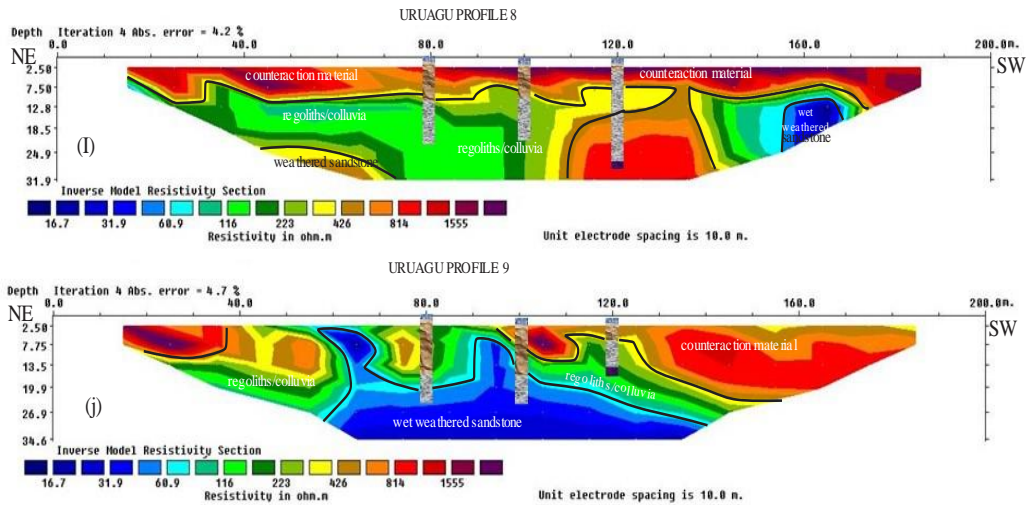 URUAGU PROFILE 8
Depth Iteration 4 Abs. error = 4.2 %
0.0 40.0 80.0 120.0 160.0 200.0 m.
NE SW
2.50
counteraction material counteraction material
7.50
12.8
regoliths/colluvia
wet
weathered
sandstone
18.5
(I)
regoliths/colluvia
24.9
weathered sandstone
31.9
Inverse Model Resistivity Section
16.7 31.9 60.9 116 223 426 814 1555
Resistivity in ohm.m Unit electrode spacing is 10.0 m.
URUAGU PROFILE 9
Depth Iteration 4 Abs. error = 4.7 %
0.0 40.0 80.0 120.0 160.0 200.0m.
NE SW
2.50
7.75
counteraction material
13.5
regoliths/colluvia regoliths/colluvia
19.9
(j)
26.9
wet weathered sandstone
34.6
Inverse Model Resistivity Section
16.7 31.9 60.9 116 223 426 814 1555
Resistivity in ohm.m Unit electrode spacing is 10.0 m.